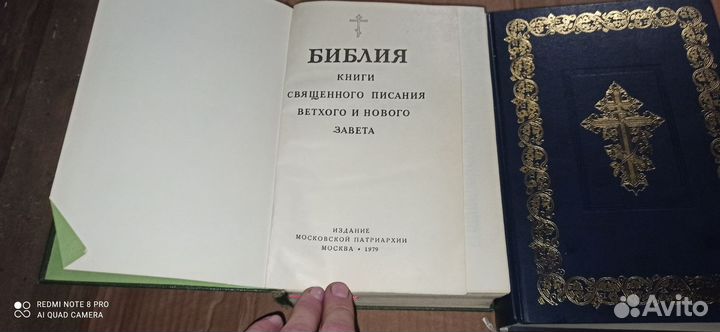 БИБЛИЯ
КНИГИ
СВЯЩЕННОГО ПИСАНИЯ
ВЕТХОГО И НОВОГО
ЗАВЕТА
ИЗДАНИЕ
МОСКОВСКОЙ ПАТРИАРХИИ
МОСКВА • 1979
REDMI NOTE 8 PRO
AI QUAD CAMERA
Avito